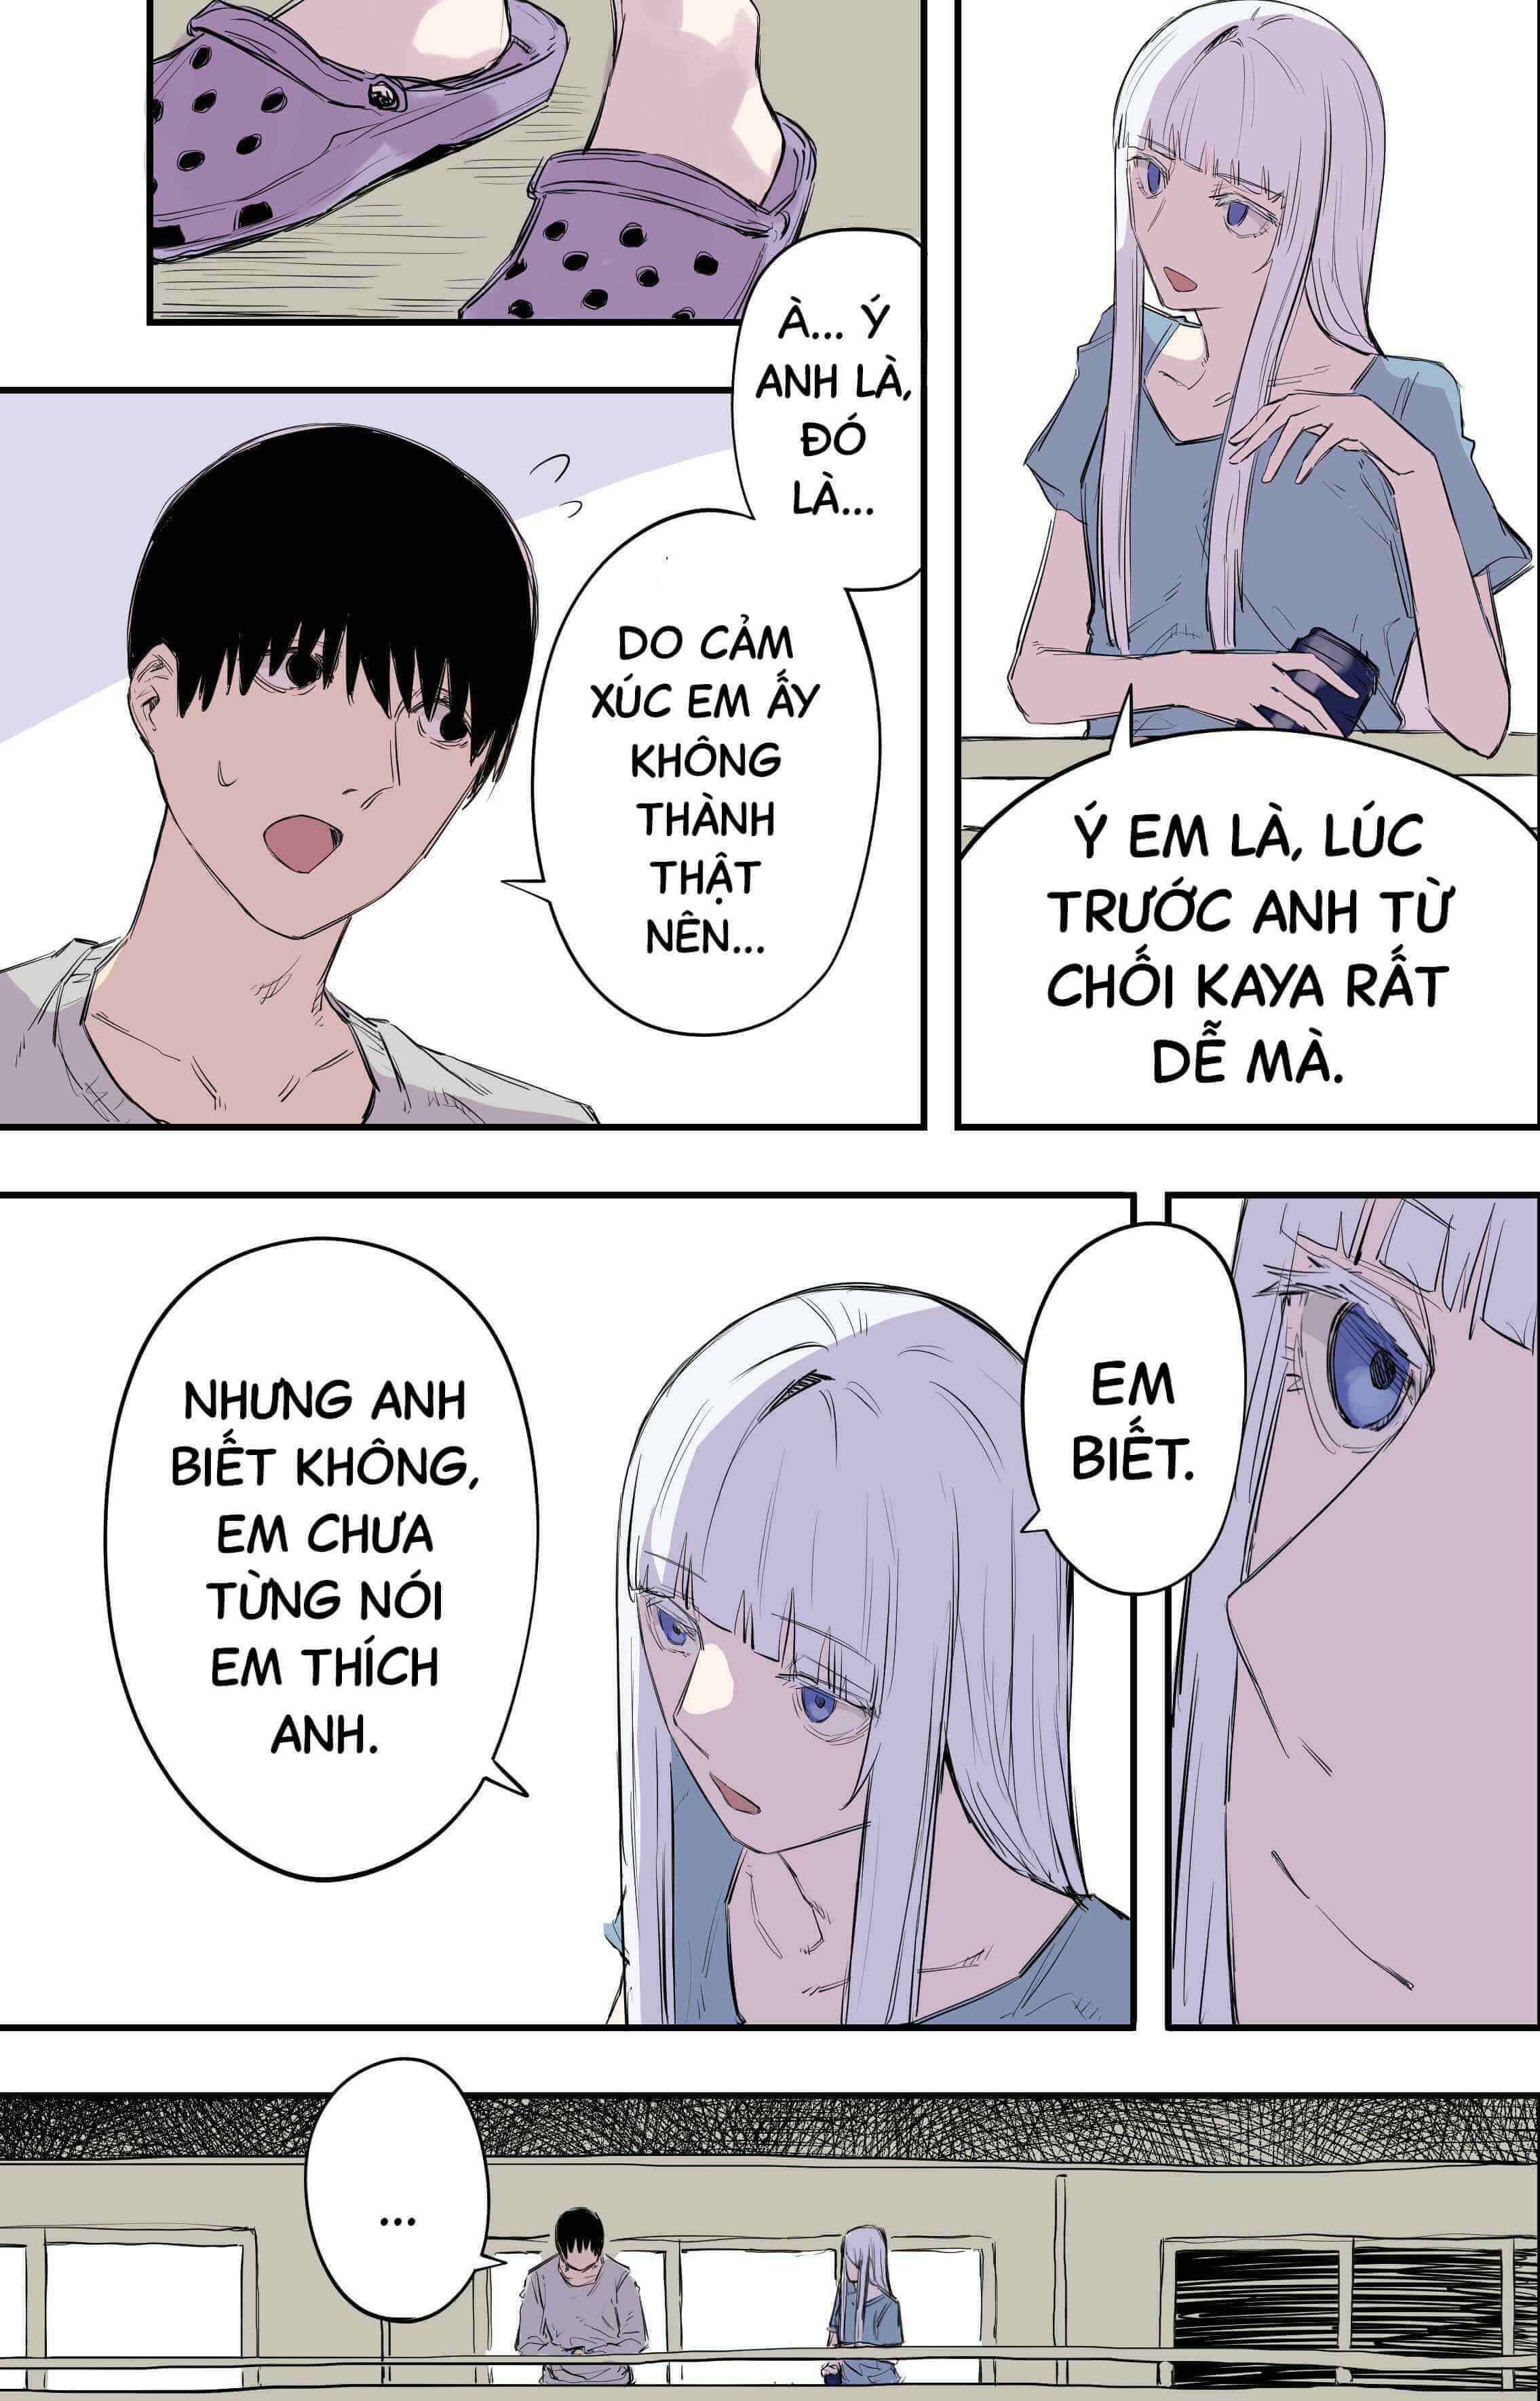 Ý EM LÀ, LÚC
TRƯỚC ANH TỪ
CHỐI KAYA RẤT
DỄ MÀ.
À... Ý
ANH LÀ,
ĐÓ
LÀ...
DO CẢM
XÚC EM ẤY
KHÔNG
THÀNH
THẬT
NÊN...
EM
BIẾT.
NHƯNG ANH
BIẾT KHÔNG,
EM CHƯA
TỪNG NÓI
EM THÍCH
ANH.
...